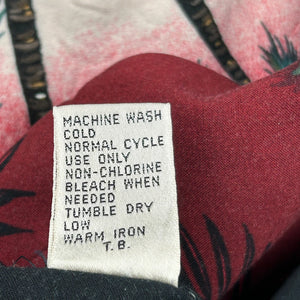 MACHINE WASH
COLD
NORMAL CYCLE
USE ONLY
NON-CHLORINE
BLEACH WHEN
NEEDED
TUMBLE DRY
LOW
WARM IRON
T.B.